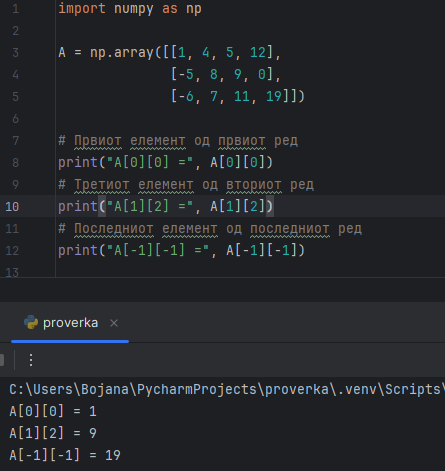 1 import numpy as np
2
3 A = np.array([[1, 4, 5, 12],
4 [-5, 8, 9, 0],
5 [-6, 7, 11, 19]])
6
7 # Првиот елемент од првиот ред
8 print("A[0][0] =", A[0][0])
9 # Третиот елемент од вториот ред
10 print("A[1][2] =", A[1][2])
11 # Последниот елемент од последниот ред
12 print("A[-1][-1] =", A[-1][-1])
13
proverka ×
C:\Users\Bojana\PycharmProjects\proverka\.venv\Scripts\
A[0][0] = 1
A[1][2] = 9
A[-1][-1] = 19